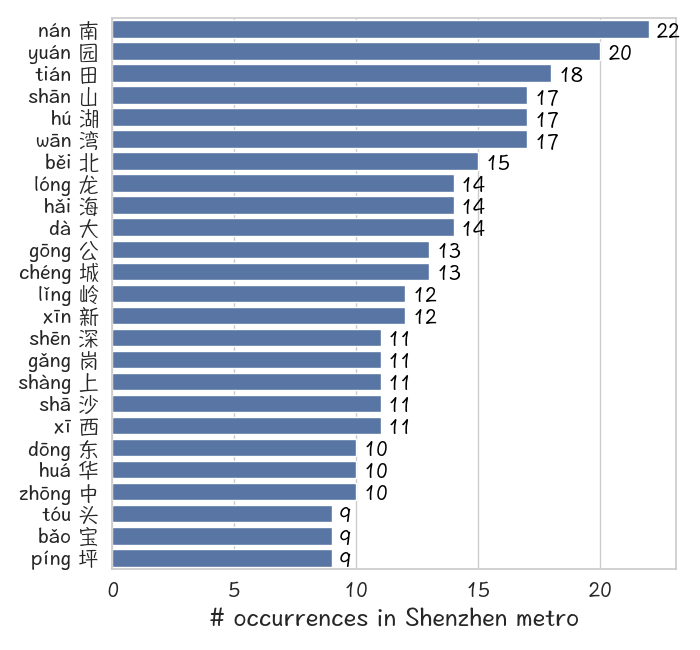 nán 南 22
yuán 园 20
tián 田 18
shān 山 17
hú 湖 17
wān 湾 17
běi 北 15
lóng 龙 14
hǎi 海 14
dà 大 14
gōng 公 13
chéng 城 13
lǐng 岭 12
xīn 新 12
shēn 深 11
gǎng 岗 11
shàng 上 11
shā 沙 11
xī 西 11
dōng 东 10
huá 华 10
zhōng 中 10
tóu 头 9
bǎo 宝 9
píng 坪 9
0 5 10 15 20
# occurrences in Shenzhen metro